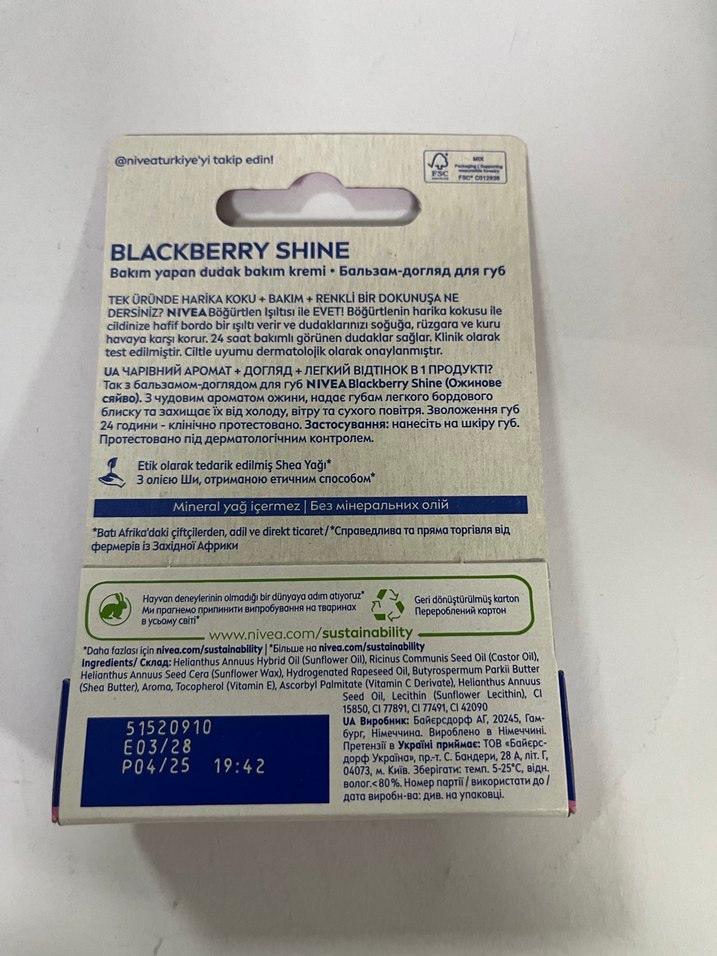 @niveaturkiye'yi takip edin!
FSC
MIX
Packaging | Supporting
responsible forestry
FSC® C012938
BLACKBERRY SHINE
Bakım yapan dudak bakım kremi • Бальзам-догляд для губ
TEK ÜRÜNDE HARİKA KOKU + BAKIM + RENKLİ BİR DOKUNUŞA NE
DERSİNİZ? NIVEA Böğürtlen Işıltısı ile EVET! Böğürtlenin harika kokusu ile
cildinize hafif bordo bir ışıltı verir ve dudaklarınızı soğuğa, rüzgara ve kuru
havaya karşı korur. 24 saat bakımlı görünen dudaklar sağlar. Klinik olarak
test edilmiştir. Ciltle uyumu dermatolojik olarak onaylanmıştır.
UA ЧАРІВНИЙ АРОМАТ + ДОГЛЯД + ЛЕГКИЙ ВІДТІНОК В 1 ПРОДУКТІ?
Так з бальзамом-доглядом для губ NIVEA Blackberry Shine (Ожинове
сяйво). З чудовим ароматом ожини, надає губам легкого бордового
блиску та захищає їх від холоду, вітру та сухого повітря. Зволоження губ
24 години - клінічно протестовано. Застосування: нанесіть на шкіру губ.
Протестовано під дерматологічним контролем.
Etik olarak tedarik edilmiş Shea Yağı*
З олією Ши, отриманою етичним способом*
Mineral yağ içermez | Без мінеральних олій
*Batı Afrika'daki çiftçilerden, adil ve direkt ticaret/*Справедлива та пряма торгівля від
фермерів із Західної Африки
Hayvan deneylerinin olmadığı bir dünyaya adım atıyoruz*
Ми прагнемо припинити випробування на тваринах
в усьому світі*
Geri dönüştürülmüş karton
Перероблений картон
www.nivea.com/sustainability
*Daha fazlası için nivea.com/sustainability | *Більше на nivea.com/sustainability
Ingredients/ Склад: Helianthus Annuus Hybrid Oil (Sunflower Oil), Ricinus Communis Seed Oil (Castor Oil),
Helianthus Annuus Seed Cera (Sunflower Wax), Hydrogenated Rapeseed Oil, Butyrospermum Parkii Butter
(Shea Butter), Aroma, Tocopherol (Vitamin E), Ascorbyl Palmitate (Vitamin C Derivate), Helianthus Annuus
Seed Oil, Lecithin (Sunflower Lecithin), CI
15850, CI 77891, CI 77491, CI 42090
UA Виробник: Байєрсдорф АГ, 20245, Гам-
бург, Німеччина. Вироблено в Німеччині.
Претензії в Україні приймає: ТОВ «Байєрс-
дорф Україна», пр-т. С. Бандери, 28 А, літ. Г,
04073, м. Київ. Зберігати: темп. 5-25°C, відн.
волог.<80%. Номер партії / використати до /
дата виробн-ва: див. на упаковці.
51520910
E03/28
P04/25 19:42